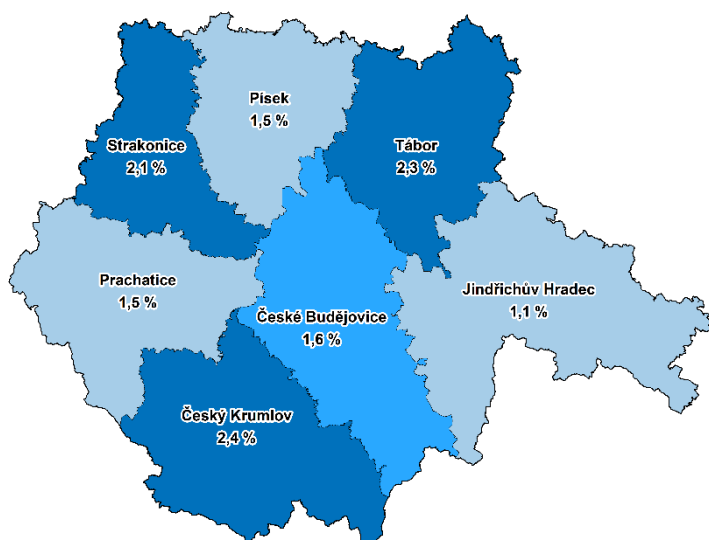 Písek
1,5 %
Strakonice
2,1 %
Tábor
2,3 %
Prachatice
1,5 %
Jindřichův Hradec
1,1 %
České Budějovice
1,6 %
Český Krumlov
2,4 %